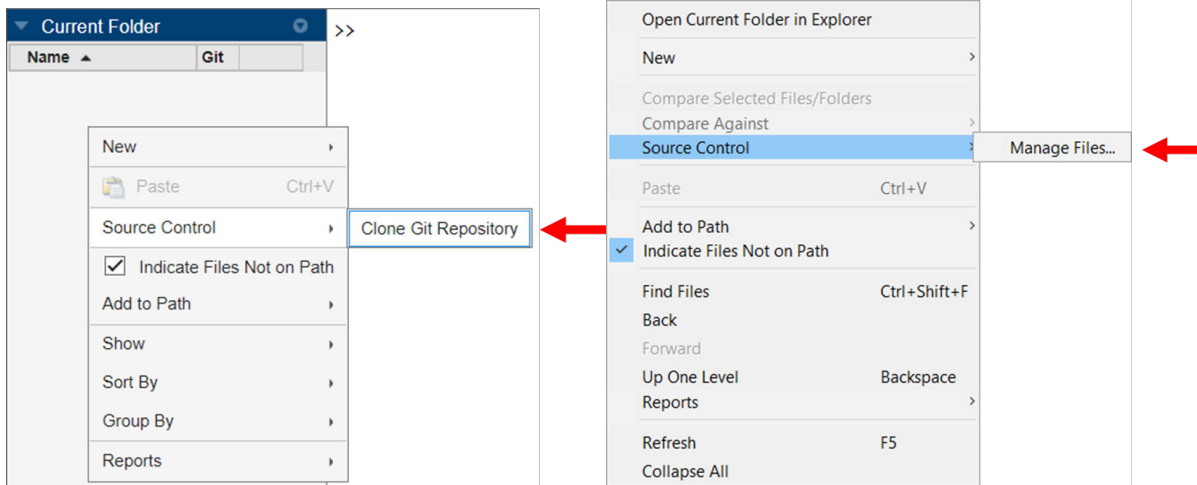 Current Folder
>>
Name Git
New
Paste Ctrl+V
Source Control
Clone Git Repository
Indicate Files Not on Path
Add to Path
Show
Sort By
Group By
Reports
Open Current Folder in Explorer
New
Compare Selected Files/Folders
Compare Against
Source Control
Manage Files...
Paste Ctrl+V
Add to Path
Indicate Files Not on Path
Find Files Ctrl+Shift+F
Back
Forward
Up One Level Backspace
Reports
Refresh F5
Collapse All